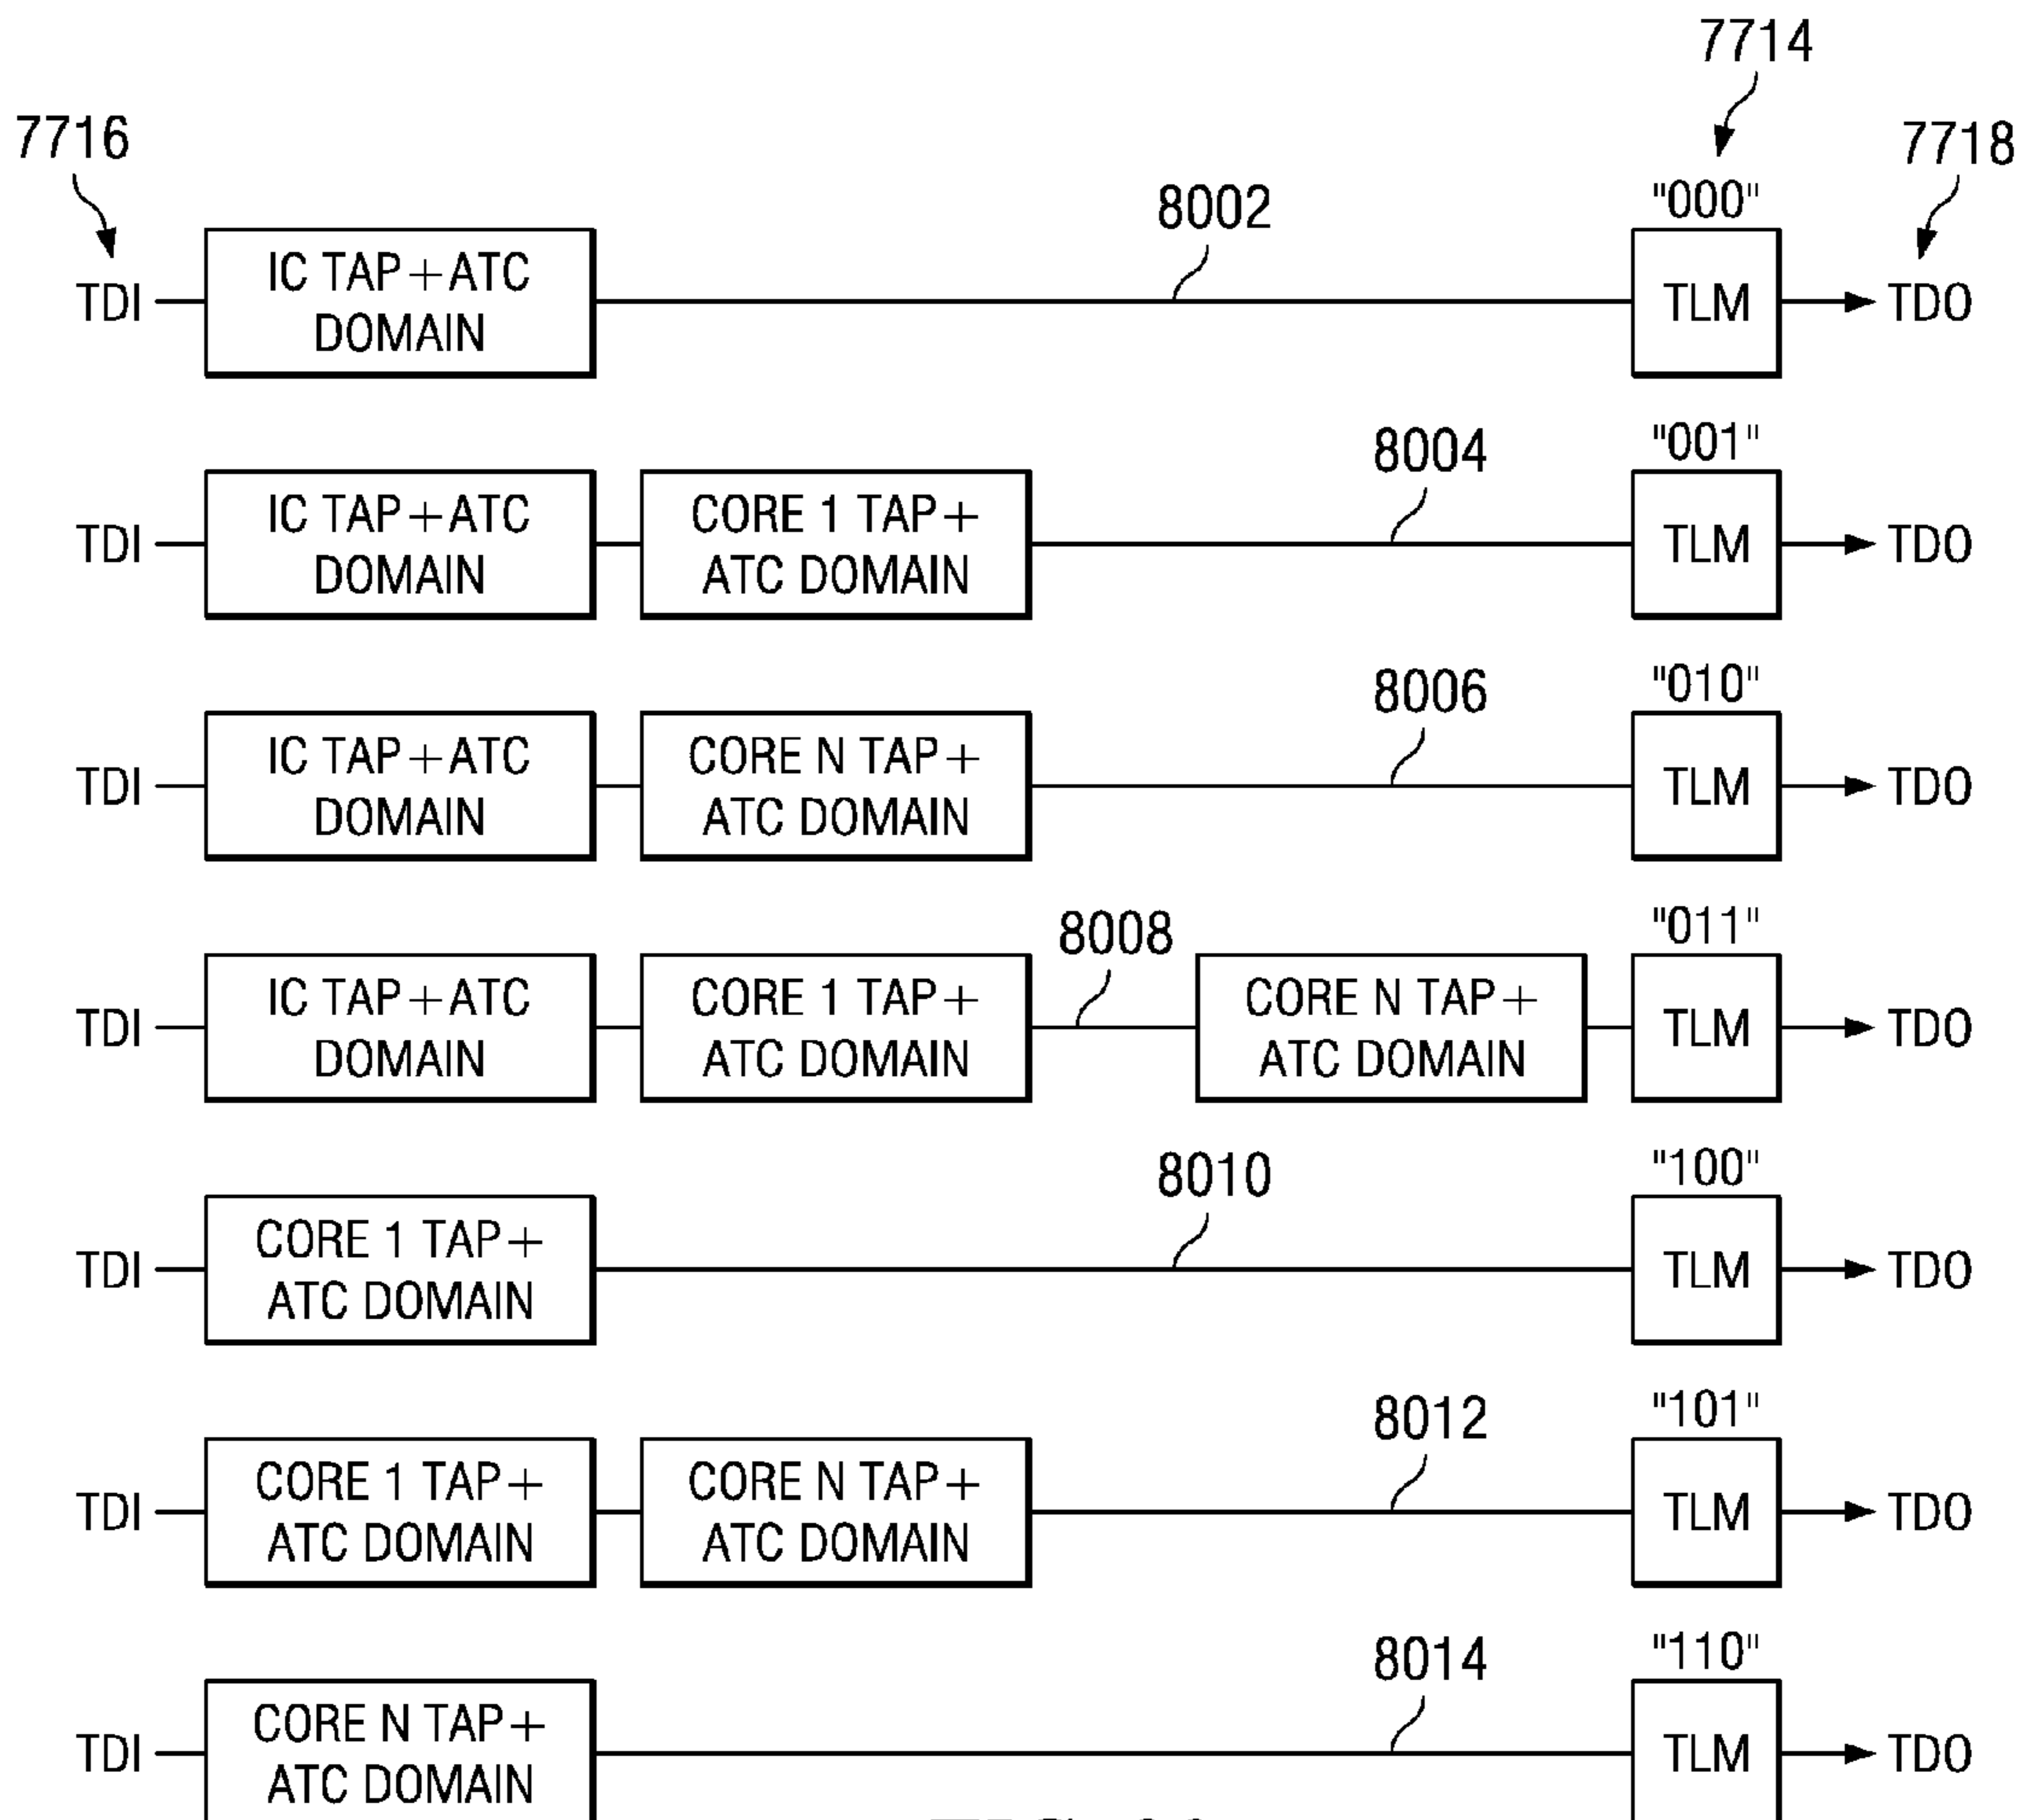 7714
7716
7718
8002
"000"
TDI
IC TAP+ATC
DOMAIN
TLM
TDO
8004
"001"
TDI
IC TAP+ATC
DOMAIN
CORE 1 TAP+
ATC DOMAIN
TLM
TDO
8006
"010"
TDI
IC TAP+ATC
DOMAIN
CORE N TAP+
ATC DOMAIN
TLM
TDO
8008
"011"
TDI
IC TAP+ATC
DOMAIN
CORE 1 TAP+
ATC DOMAIN
CORE N TAP+
ATC DOMAIN
TLM
TDO
8010
"100"
TDI
CORE 1 TAP+
ATC DOMAIN
TLM
TDO
8012
"101"
TDI
CORE 1 TAP+
ATC DOMAIN
CORE N TAP+
ATC DOMAIN
TLM
TDO
8014
"110"
TDI
CORE N TAP+
ATC DOMAIN
TLM
TDO